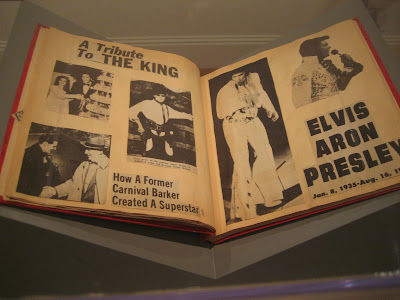 A Tribute
To THE KING
How A Former
Carnival Barker
Created A Superstar
ELVIS
ARON
PRESLEY
Jan. 8, 1935-Aug. 16,